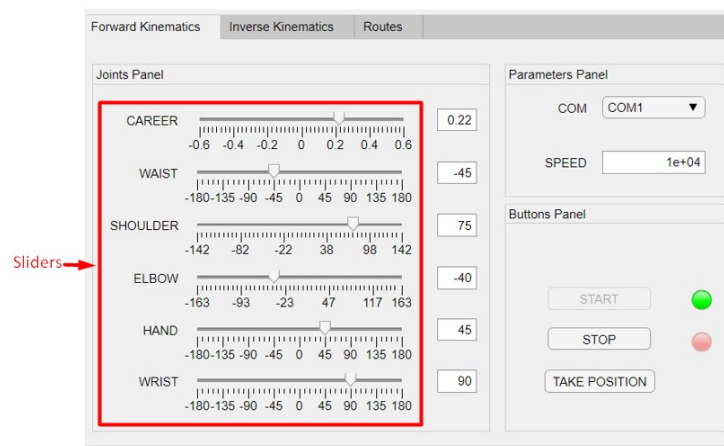 Forward Kinematics Inverse Kinematics Routes
Joints Panel
CAREER 0.22
-0.6 -0.4 -0.2 0 0.2 0.4 0.6
WAIST -45
-180 -135 -90 -45 0 45 90 135 180
SHOULDER 75
-142 -82 -22 38 98 142
Sliders
ELBOW -40
-163 -93 -23 47 117 163
HAND 45
-180 -135 -90 -45 0 45 90 135 180
WRIST 90
-180 -135 -90 -45 0 45 90 135 180
Parameters Panel
COM COM1
SPEED 1e+04
Buttons Panel
START
STOP
TAKE POSITION